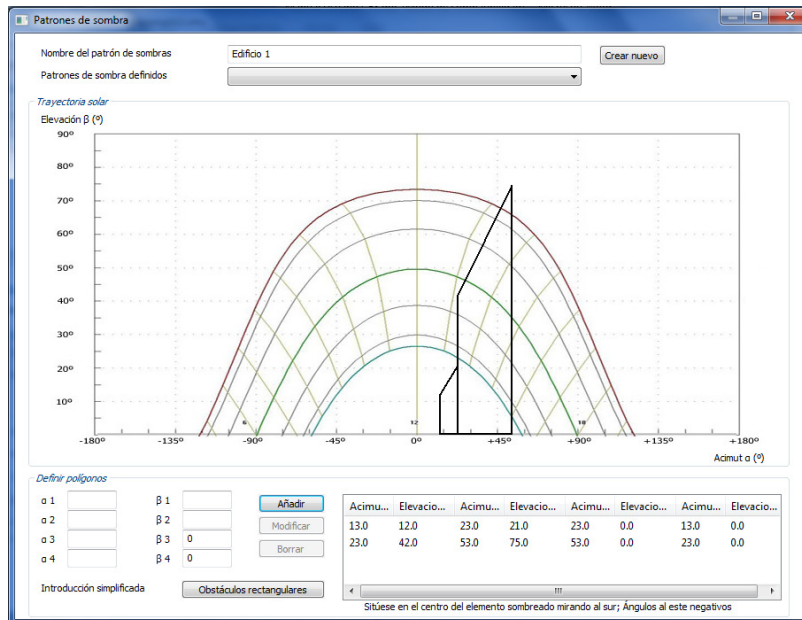 Patrones de sombra
Nombre del patrón de sombras Edificio 1 Crear nuevo
Patrones de sombra definidos
Trayectoria solar
Elevación β (º)
90º
80º
70º
60º
50º
40º
30º
20º
10º
6 12 18
-180º -135º -90º -45º 0º +45º +90º +135º +180º
Acimut α (º)
Definir polígonos
α 1 β 1 Añadir
α 2 β 2 Modificar
α 3 β 3 0 Borrar
α 4 β 4 0
Acimu... Elevacio... Acimu... Elevacio... Acimu... Elevacio... Acimu... Elevacio...
13.0 12.0 23.0 21.0 23.0 0.0 13.0 0.0
23.0 42.0 53.0 75.0 53.0 0.0 23.0 0.0
Introducción simplificada Obstáculos rectangulares
Sitúese en el centro del elemento sombreado mirando al sur; Ángulos al este negativos